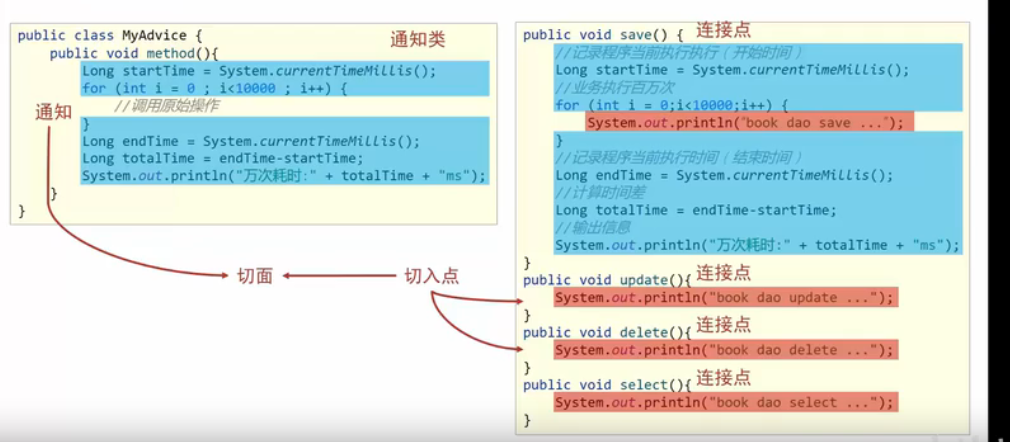 public class MyAdvice {
通知类
public void method(){
Long startTime = System.currentTimeMillis();
for (int i = 0 ; i<10000 ; i++) {
//调用原始操作
通知
}
Long endTime = System.currentTimeMillis();
Long totalTime = endTime-startTime;
System.out.println("万次耗时:" + totalTime + "ms");
}
}
切面
切入点
public void save() {
连接点
//记录程序当前执行执行（开始时间）
Long startTime = System.currentTimeMillis();
//业务执行百万次
for (int i = 0;i<10000;i++) {
System.out.println("book dao save ...");
}
//记录程序当前执行时间（结束时间）
Long endTime = System.currentTimeMillis();
//计算时间差
Long totalTime = endTime-startTime;
//输出信息
System.out.println("万次耗时:" + totalTime + "ms");
}
public void update(){
连接点
System.out.println("book dao update ...");
}
public void delete(){
连接点
System.out.println("book dao delete ...");
}
public void select(){
连接点
System.out.println("book dao select ...");
}